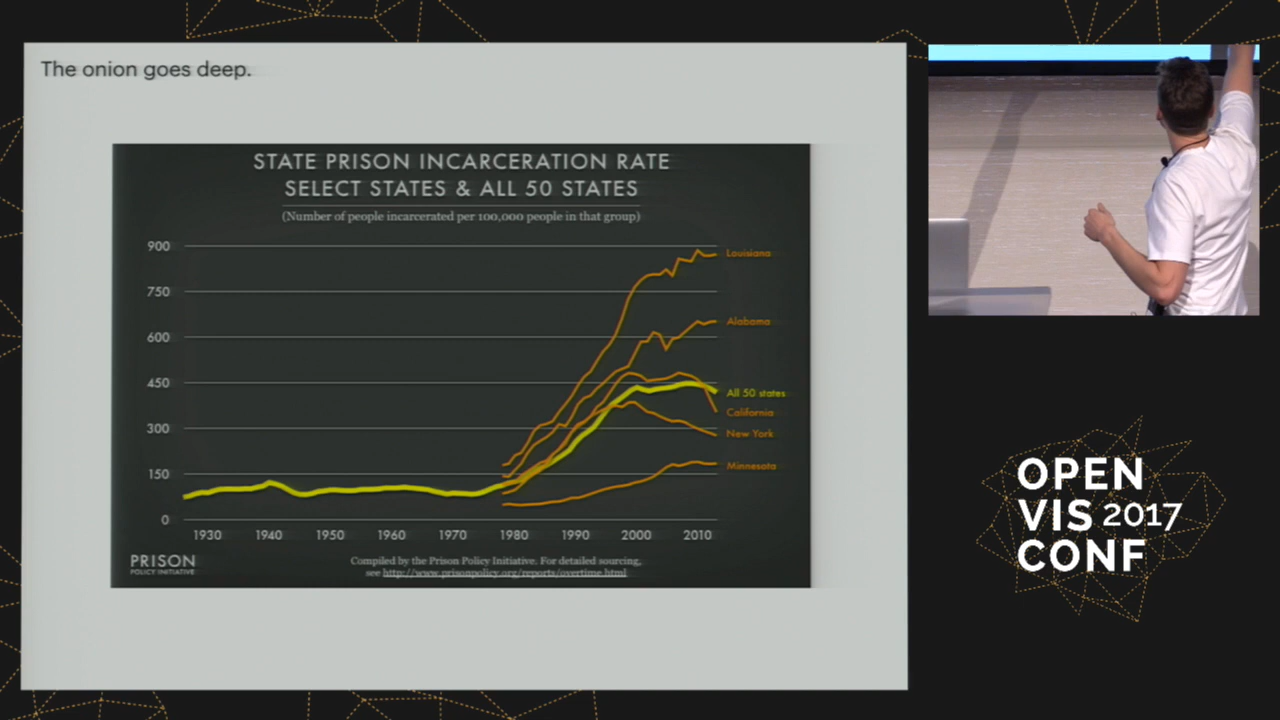 The onion goes deep.
STATE PRISON INCARCERATION RATE
SELECT STATES & ALL 50 STATES
(Number of people incarcerated per 100,000 people in that group)
900
750
600
450
300
150
0
Louisiana
Alabama
All 50 states
California
New York
Minnesota
1930 1940 1950 1960 1970 1980 1990 2000 2010
PRISON
POLICY INITIATIVE
Compiled by the Prison Policy Initiative. For detailed sourcing,
see http://www.prisonpolicy.org/reports/overtime.html
OPEN
VIS 2017
CONF